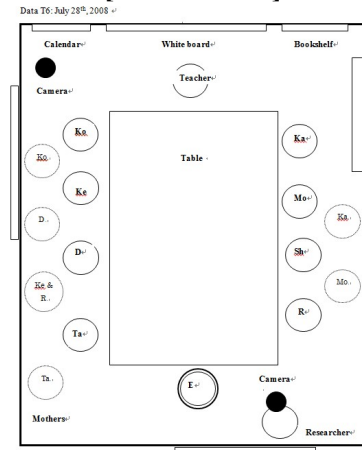 Data T6: July 28th, 2008
Calendar White board Bookshelf
Teacher
Camera
Ko Ka
Ko. Table
Ke Mo
D.. Ka.
D Sh
Ke & R.. Mo..
R
Ta
Ta.. E Camera
Mothers
Researcher